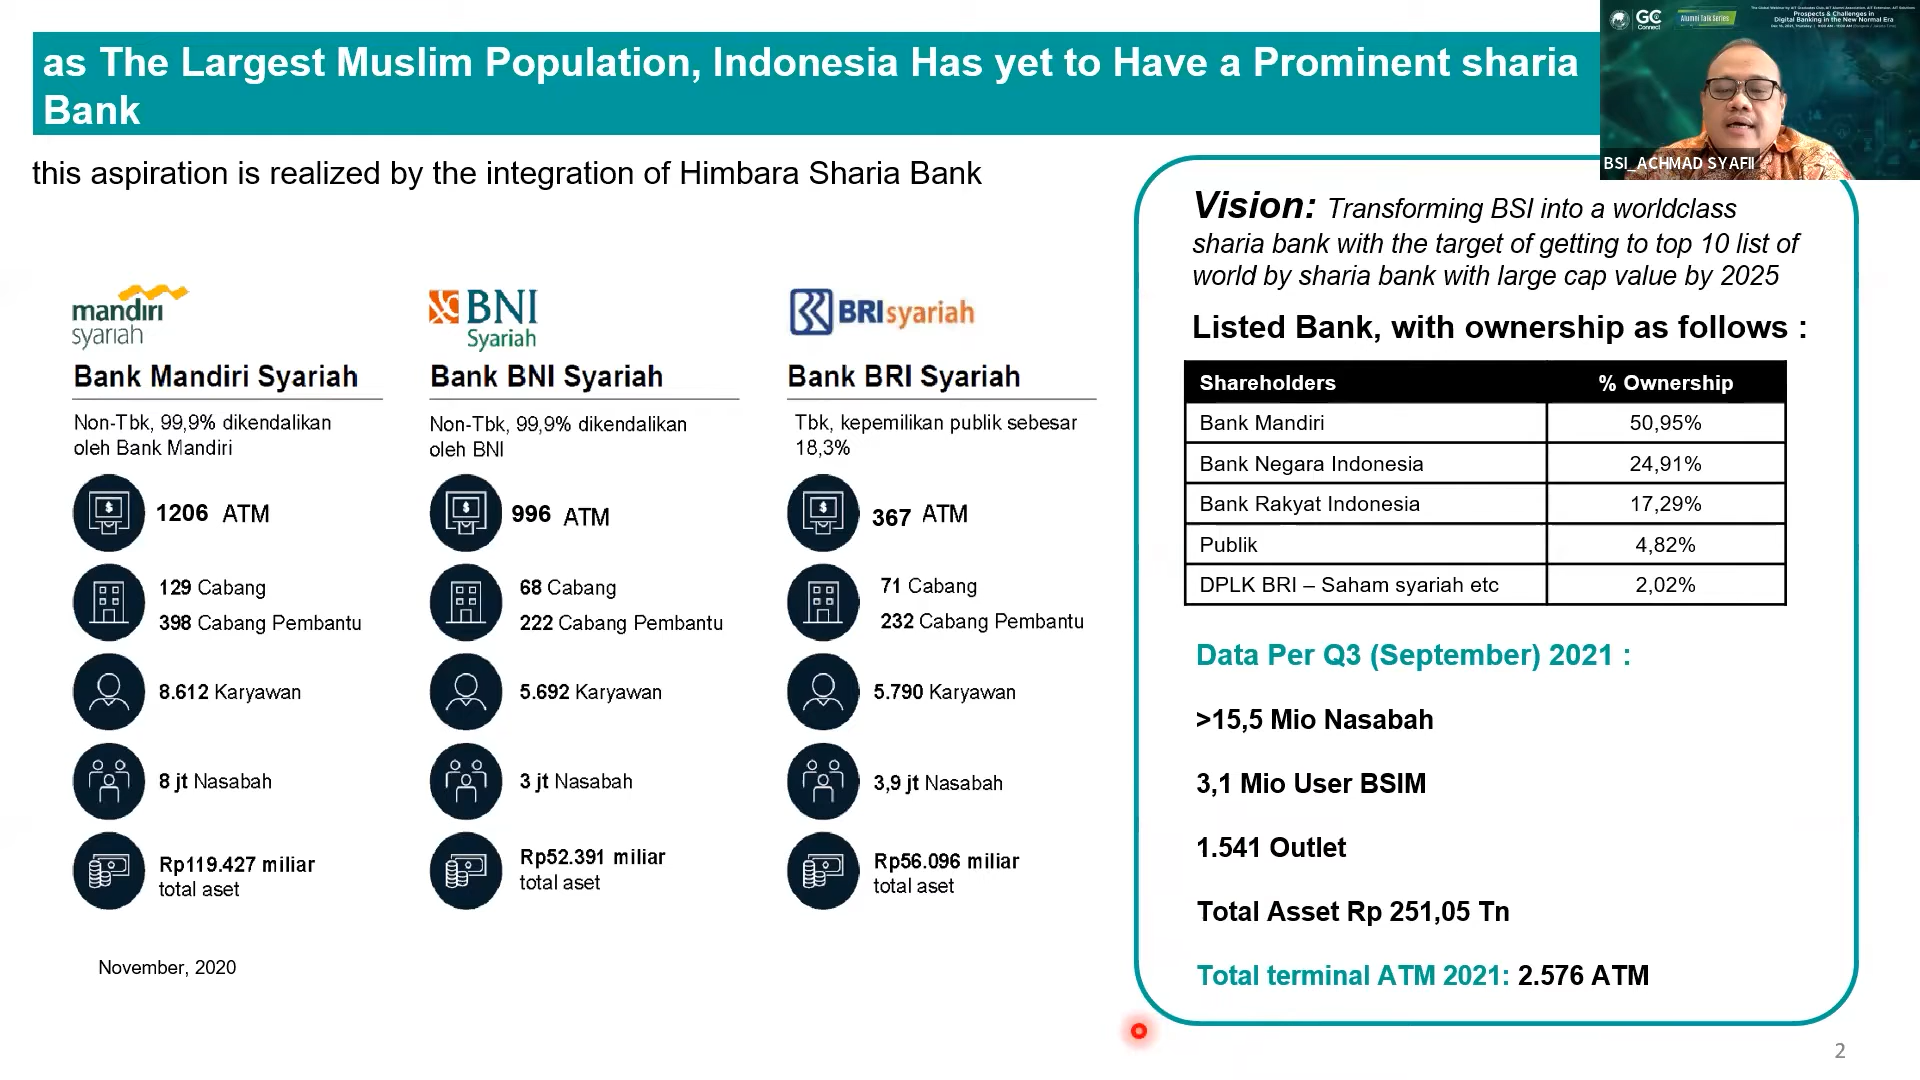 as The Largest Muslim Population, Indonesia Has yet to Have a Prominent sharia
Bank
GC
Connect
Alumni Talk Series
Prospects & Challenges in
Digital Banking in the New Normal Era
BSI_ACHMAD SYAFII
this aspiration is realized by the integration of Himbara Sharia Bank
mandiri
syariah
Bank Mandiri Syariah
Non-Tbk, 99,9% dikendalikan
oleh Bank Mandiri
1206 ATM
129 Cabang
398 Cabang Pembantu
8.612 Karyawan
8 jt Nasabah
Rp119.427 miliar
total aset
November, 2020
BNI
Syariah
Bank BNI Syariah
Non-Tbk, 99,9% dikendalikan
oleh BNI
996 ATM
68 Cabang
222 Cabang Pembantu
5.692 Karyawan
3 jt Nasabah
Rp52.391 miliar
total aset
BRIsyariah
Bank BRI Syariah
Tbk, kepemilikan publik sebesar
18,3%
367 ATM
71 Cabang
232 Cabang Pembantu
5.790 Karyawan
3,9 jt Nasabah
Rp56.096 miliar
total aset
Vision: Transforming BSI into a worldclass
sharia bank with the target of getting to top 10 list of
world by sharia bank with large cap value by 2025
Listed Bank, with ownership as follows :
Shareholders % Ownership
Bank Mandiri 50,95%
Bank Negara Indonesia 24,91%
Bank Rakyat Indonesia 17,29%
Publik 4,82%
DPLK BRI – Saham syariah etc 2,02%
Data Per Q3 (September) 2021 :
>15,5 Mio Nasabah
3,1 Mio User BSIM
1.541 Outlet
Total Asset Rp 251,05 Tn
Total terminal ATM 2021: 2.576 ATM
2